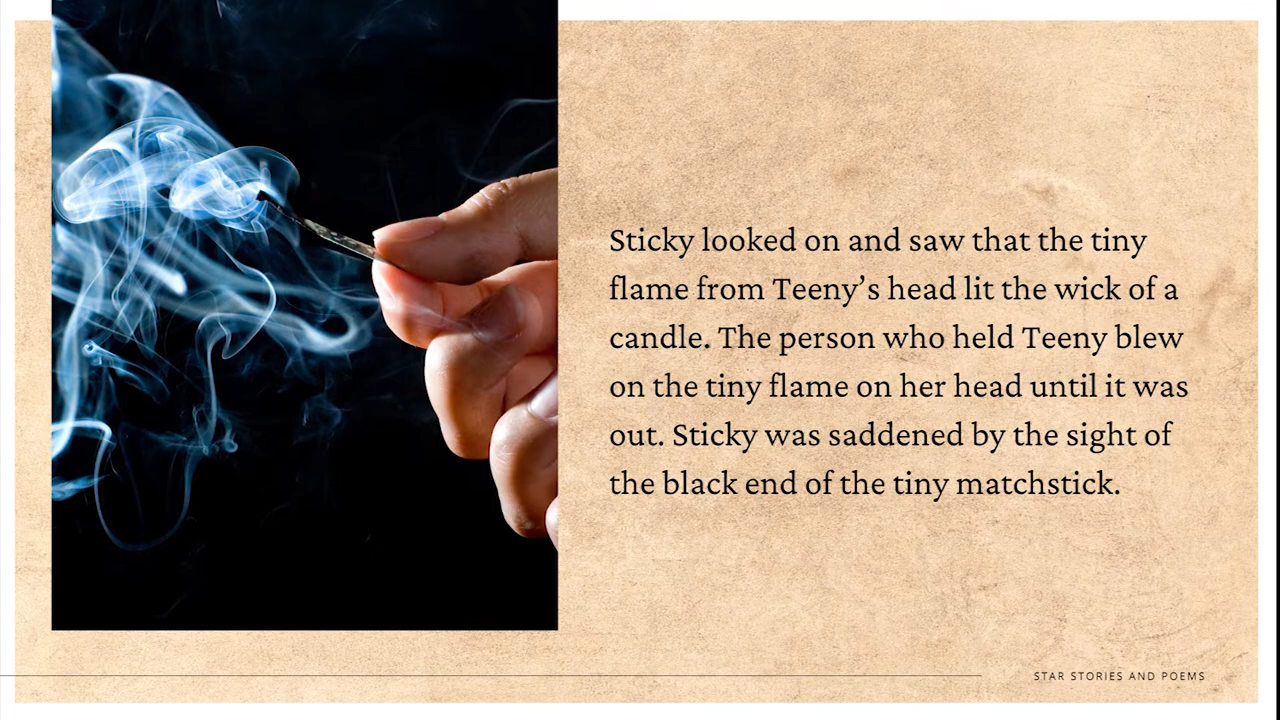 Sticky looked on and saw that the tiny
flame from Teeny’s head lit the wick of a
candle. The person who held Teeny blew
on the tiny flame on her head until it was
out. Sticky was saddened by the sight of
the black end of the tiny matchstick.
STAR STORIES AND POEMS